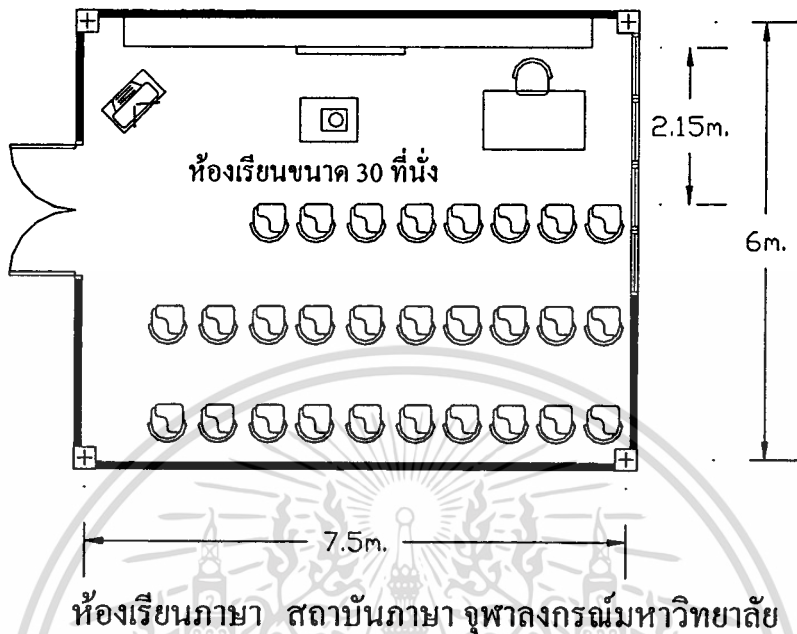 2.15m.
ห้องเรียนขนาด 30 ที่นั่ง
6m.
7.5m.
ห้องเรียนภาษา สถาบันภาษา จุฬาลงกรณ์มหาวิทยาลัย